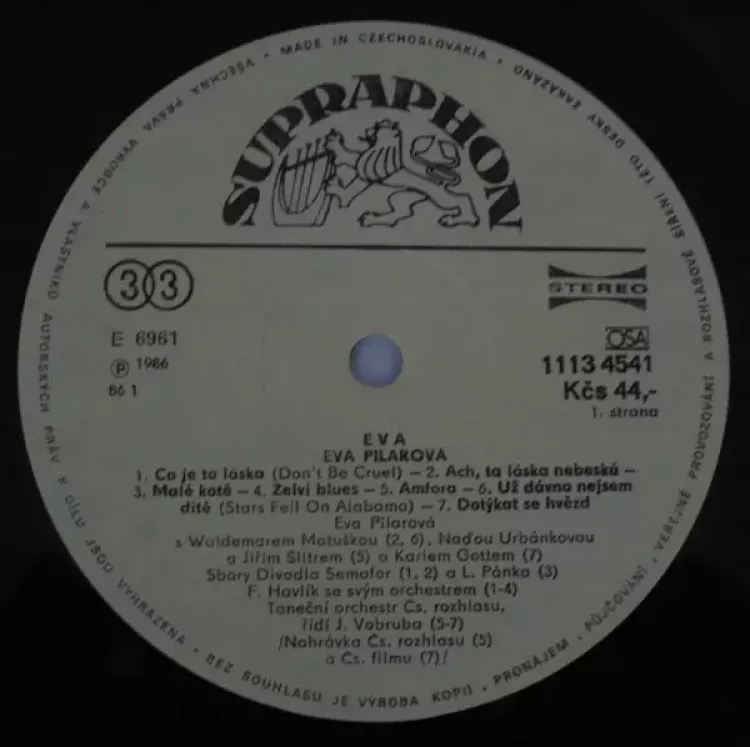 VŠECHNA PRÁVA VÝROBCE A VLASTNÍKŮ AUTORSKÝCH PRÁV K DÍLU JSOU VYHRAZENA • BEZ SOUHLASU JE VÝROBA KOPIÍ • PRONÁJEM • PŮJČOVÁNÍ • VEŘEJNÉ PROVOZOVÁNÍ A ROZHLASOVÉ ŠÍŘENÍ TÉTO DESKY ZAKÁZÁNO • MADE IN CZECHOSLOVAKIA •
SUPRAPHON
33
STEREO
E 6961
OSA
Ⓟ 1986
1113 4541
86 1
Kčs 44,-
1. strana
EVA
EVA PILAROVÁ
1. Co je to láska (Don't Be Cruel) – 2. Ach, ta láska nebeská –
3. Malé kotě – 4. Želví blues – 5. Amfora – 6. Už dávno nejsem
dítě (Stars Fell On Alabama) – 7. Dotýkat se hvězd
Eva Pilarová
s Waldemarem Matuškou (2, 6), Naďou Urbánkovou
a Jiřím Šlitrem (5) a Karlem Gottem (7)
Sbory Divadla Semafor (1, 2) a L. Pánka (3)
F. Havlík se svým orchestrem (1-4)
Taneční orchestr Čs. rozhlasu,
řídí J. Vobruba (5-7)
/Nahrávka Čs. rozhlasu (5)
a Čs. filmu (7)/